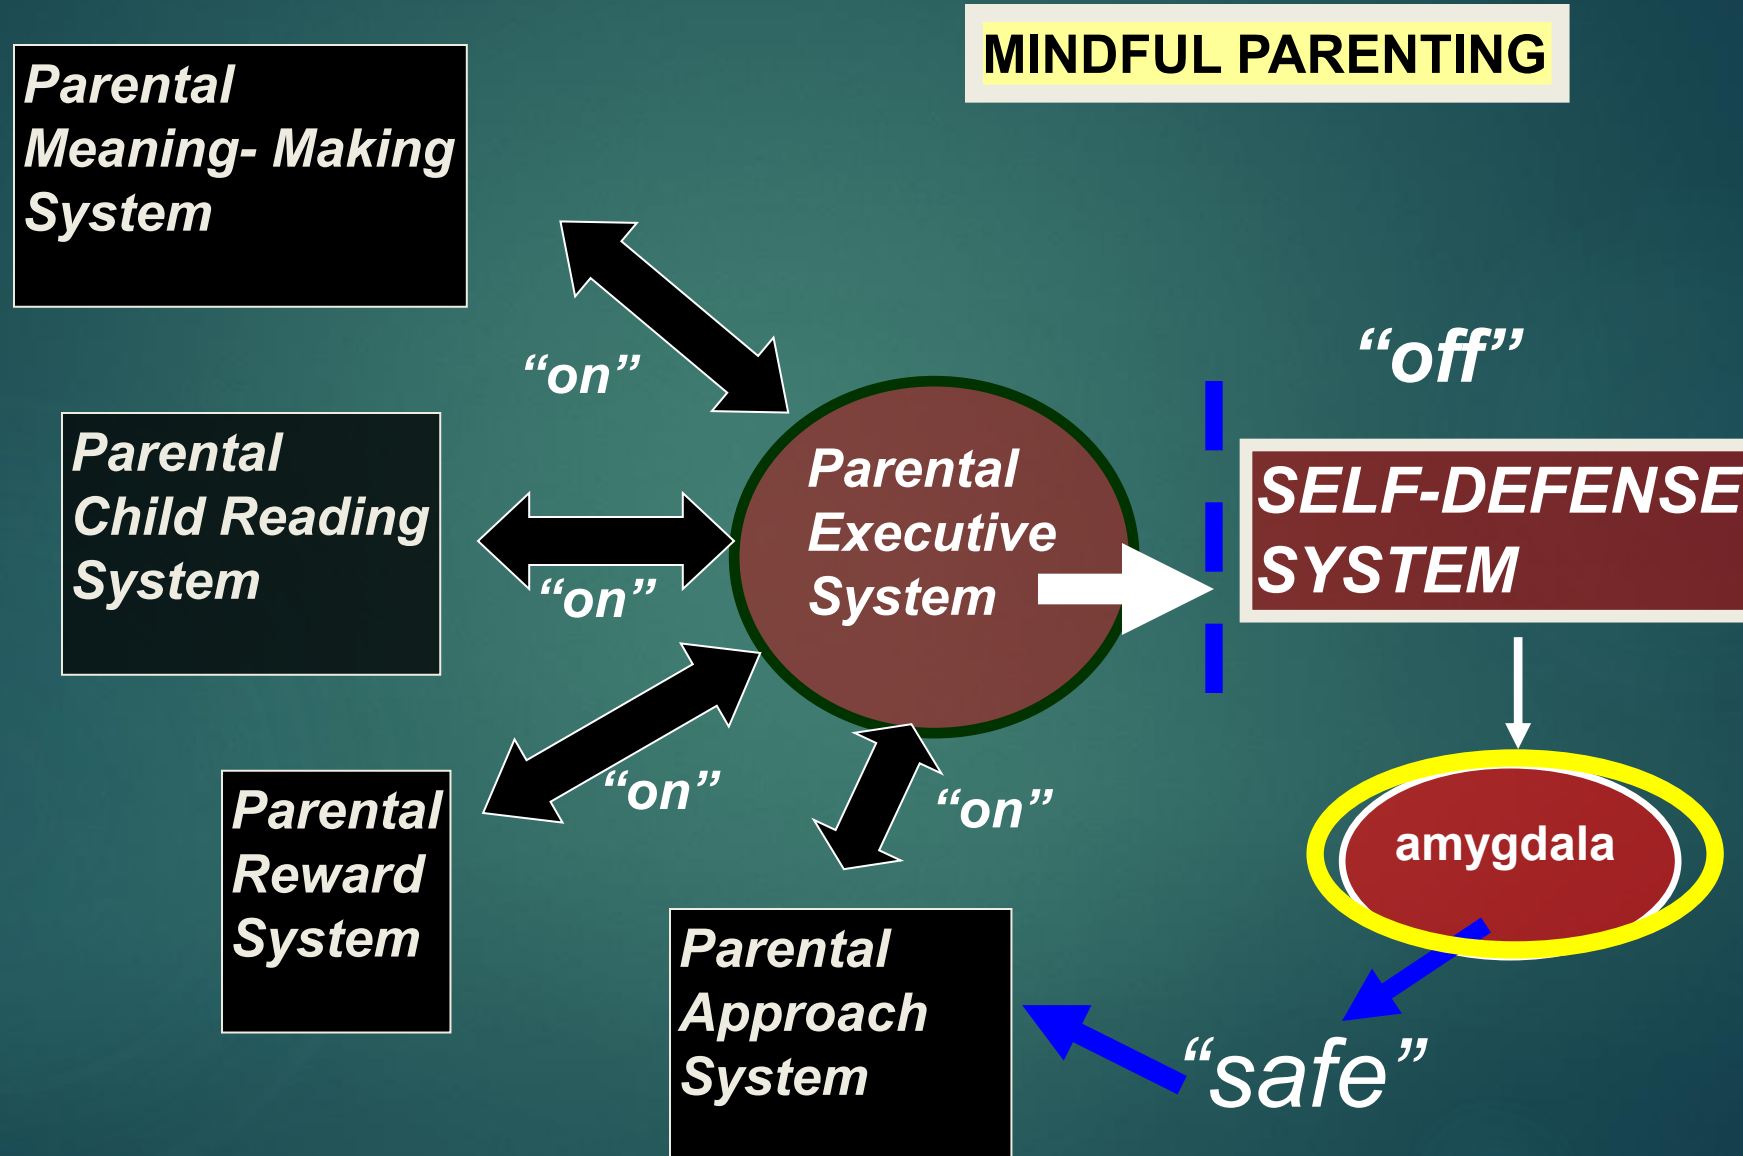 MINDFUL PARENTING
Parental
Meaning- Making
System
“on”
“off”
Parental
Child Reading
System
“on”
Parental
Executive
System
SELF-DEFENSE
SYSTEM
Parental
Reward
System
“on”
“on”
amygdala
Parental
Approach
System
“safe”